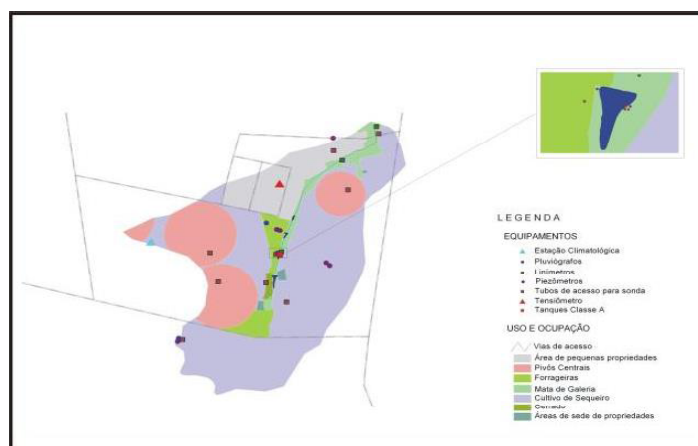 LEGENDA
EQUIPAMENTOS
Estação Climatológica
Pluviógrafos
Linímetros
Piezômetros
Tubos de acesso para sonda
Tensiômetro
Tanques Classe A
USO E OCUPAÇÃO
Vias de acesso
Área de pequenas propriedades
Pivôs Centrais
Forrageiras
Mata de Galeria
Cultivo de Sequeiro
Cerrado
Áreas de sede de propriedades